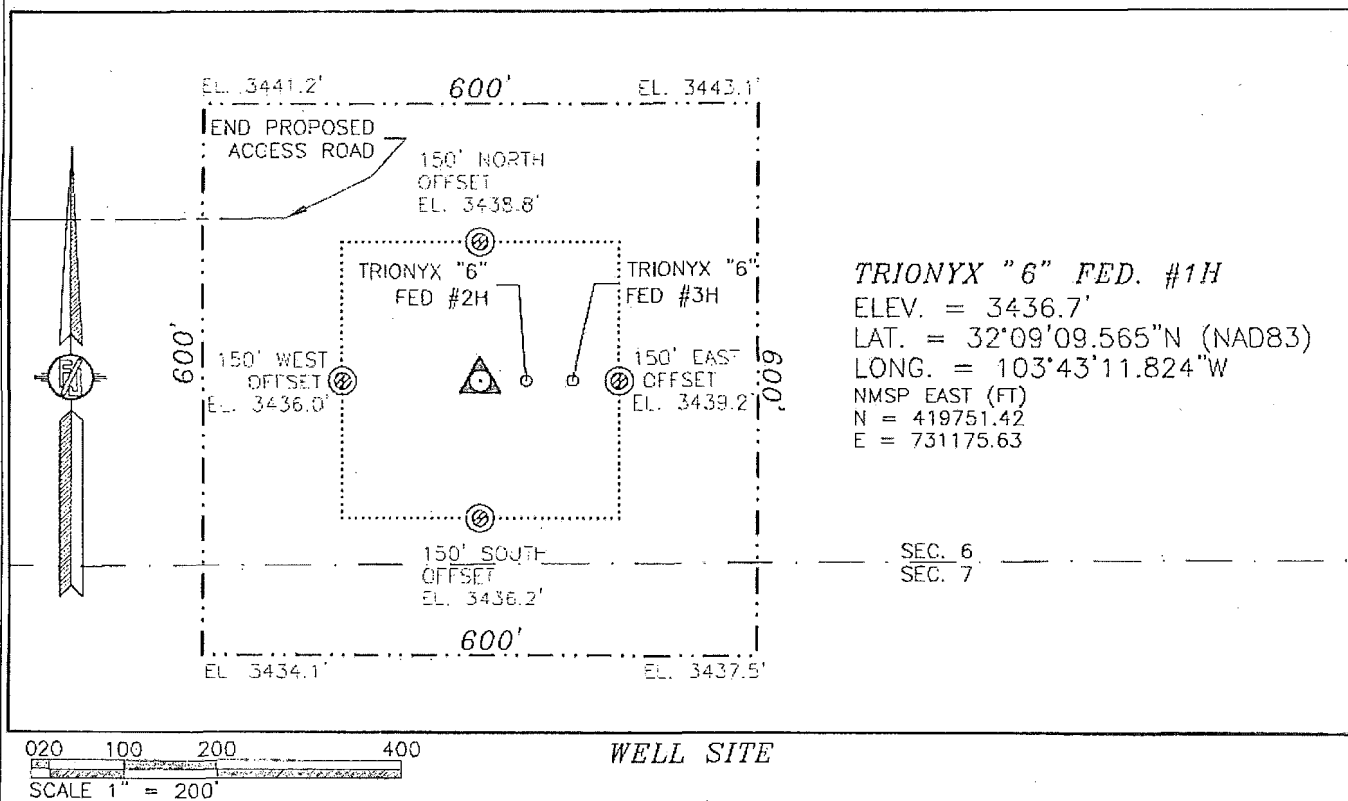 EL. 3441.2'
600'
EL. 3443.1'
END PROPOSED
ACCESS ROAD
150' NORTH
OFFSET
EL. 3438.8'
TRIONYX "6"
FED #2H
TRIONYX "6"
FED #3H
600'
150' WEST
OFFSET
EL. 3436.0'
150' EAST
OFFSET
EL. 3439.2'
600'
150' SOUTH
OFFSET
EL. 3436.2'
600'
EL 3434.1'
EL. 3437.5'
TRIONYX "6" FED. #1H
ELEV. = 3436.7'
LAT. = 32°09'09.565"N (NAD83)
LONG. = 103°43'11.824"W
NMSP EAST (FT)
N = 419751.42
E = 731175.63
SEC. 6
SEC. 7
020 100 200 400
SCALE 1" = 200'
WELL SITE